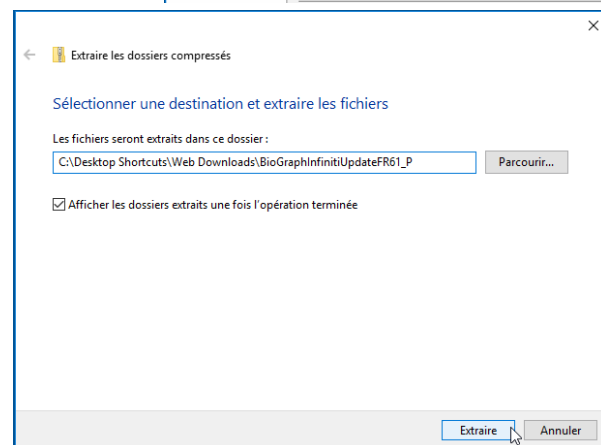 Extraire les dossiers compressés
Sélectionner une destination et extraire les fichiers
Les fichiers seront extraits dans ce dossier :
C:\Desktop Shortcuts\Web Downloads\BioGraphInfinitiUpdateFR61_P
Parcourir...
Afficher les dossiers extraits une fois l'opération terminée
Extraire
Annuler